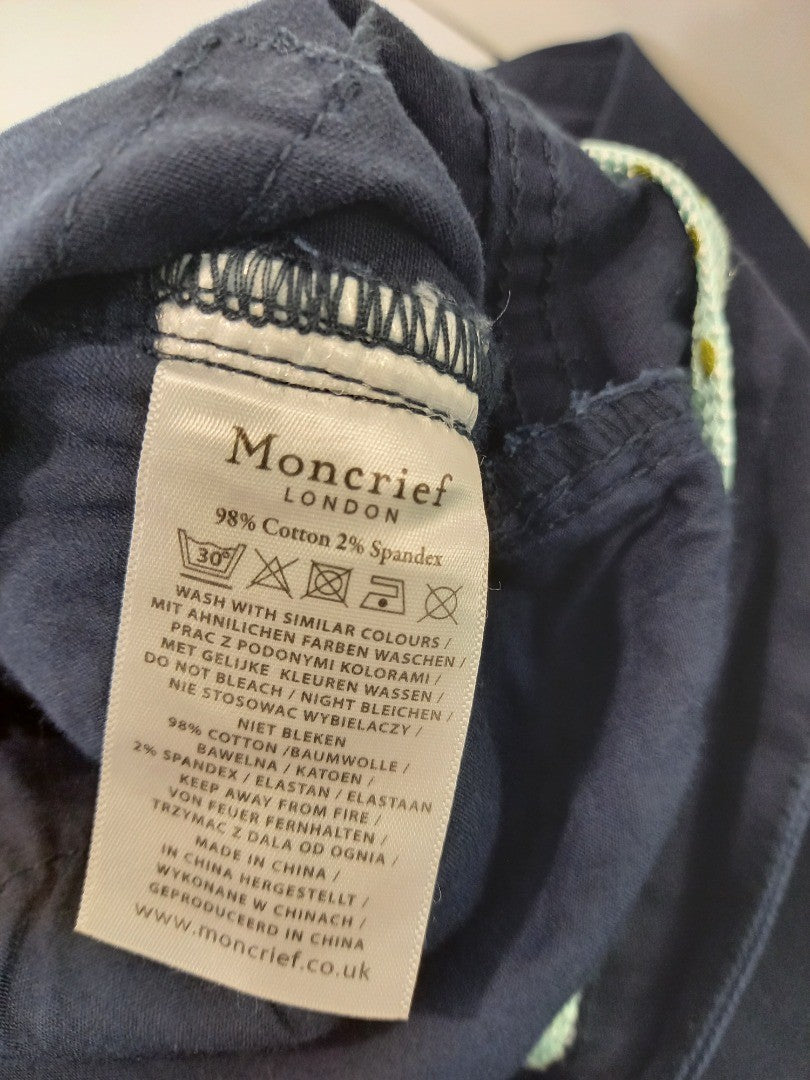 Moncrief
LONDON
98% Cotton 2% Spandex
30°
WASH WITH SIMILAR COLOURS /
MIT AHNILICHEN FARBEN WASCHEN /
PRAC Z PODONYMI KOLORAMI /
MET GELIJKE KLEUREN WASSEN /
DO NOT BLEACH / NIGHT BLEICHEN /
NIE STOSOWAC WYBIELACZY /
NIET BLEKEN
98% COTTON /BAUMWOLLE /
BAWELNA / KATOEN /
2% SPANDEX / ELASTAN / ELASTAAN
KEEP AWAY FROM FIRE /
VON FEUER FERNHALTEN /
TRZYMAC Z DALA OD OGNIA /
MADE IN CHINA /
IN CHINA HERGESTELLT /
WYKONANE W CHINACH /
GEPRODUCEERD IN CHINA
www.moncrief.co.uk